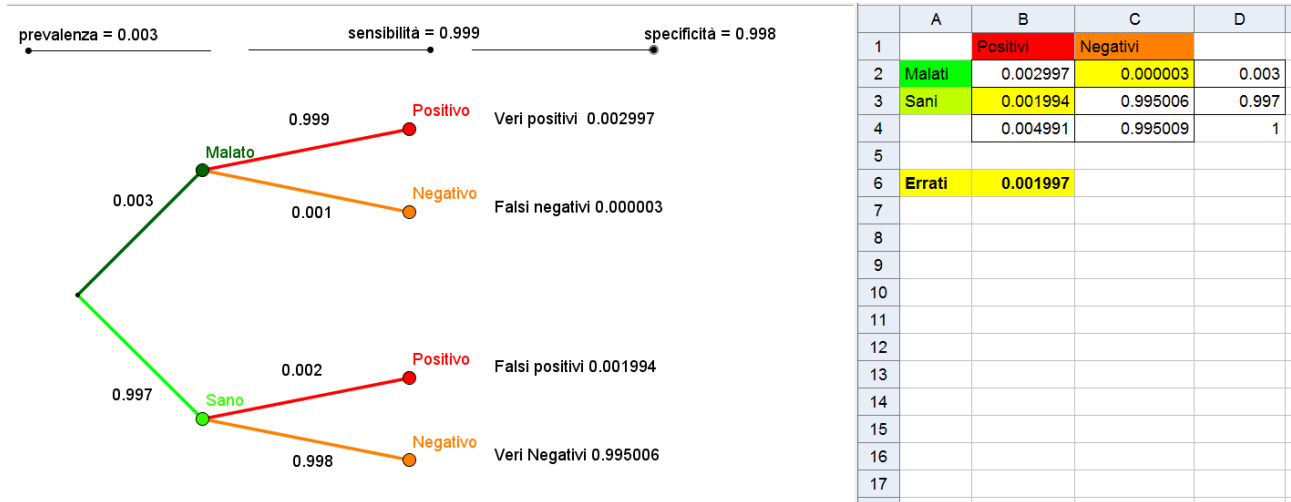 prevalenza = 0.003
sensibilità = 0.999
specificità = 0.998
Positivo
0.999
Veri positivi 0.002997
Malato
0.003
Negativo
0.001
Falsi negativi 0.000003
Positivo
0.002
Falsi positivi 0.001994
0.997
Sano
Negativo
0.998
Veri Negativi 0.995006
A B C D
1 Positivi Negativi
2 Malati 0.002997 0.000003 0.003
3 Sani 0.001994 0.995006 0.997
4 0.004991 0.995009 1
5
6 Errati 0.001997
7
8
9
10
11
12
13
14
15
16
17